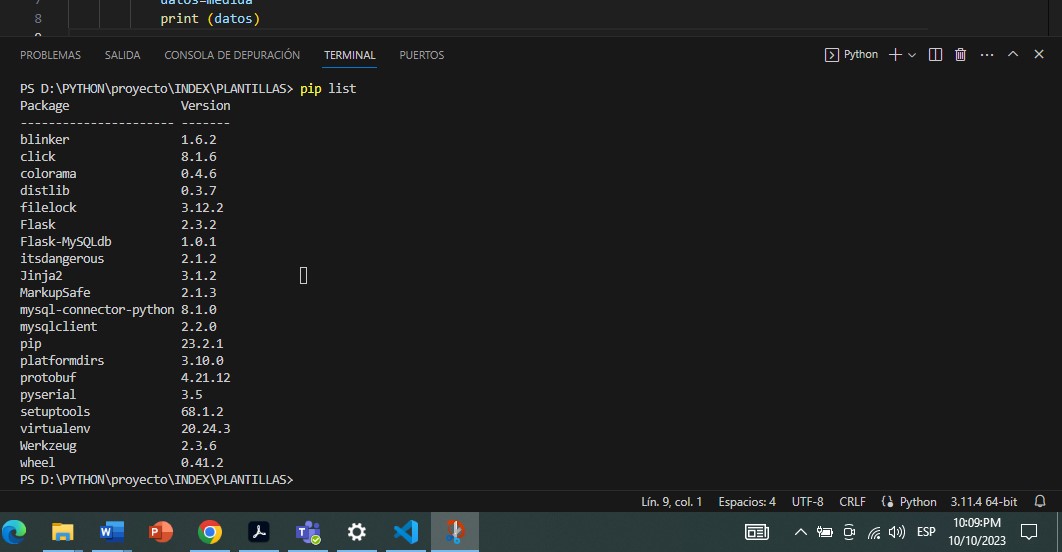 7 datos=medida
8 print (datos)
9
PROBLEMAS SALIDA CONSOLA DE DEPURACIÓN TERMINAL PUERTOS Python
PS D:\PYTHON\proyecto\INDEX\PLANTILLAS> pip list
Package Version
----------------------- -------
blinker 1.6.2
click 8.1.6
colorama 0.4.6
distlib 0.3.7
filelock 3.12.2
Flask 2.3.2
Flask-MySQLdb 1.0.1
itsdangerous 2.1.2
Jinja2 3.1.2
MarkupSafe 2.1.3
mysql-connector-python 8.1.0
mysqlclient 2.2.0
pip 23.2.1
platformdirs 3.10.0
protobuf 4.21.12
pyserial 3.5
setuptools 68.1.2
virtualenv 20.24.3
Werkzeug 2.3.6
wheel 0.41.2
PS D:\PYTHON\proyecto\INDEX\PLANTILLAS>
Lín. 9, col. 1 Espacios: 4 UTF-8 CRLF Python 3.11.4 64-bit
ESP 10:09:PM
10/10/2023